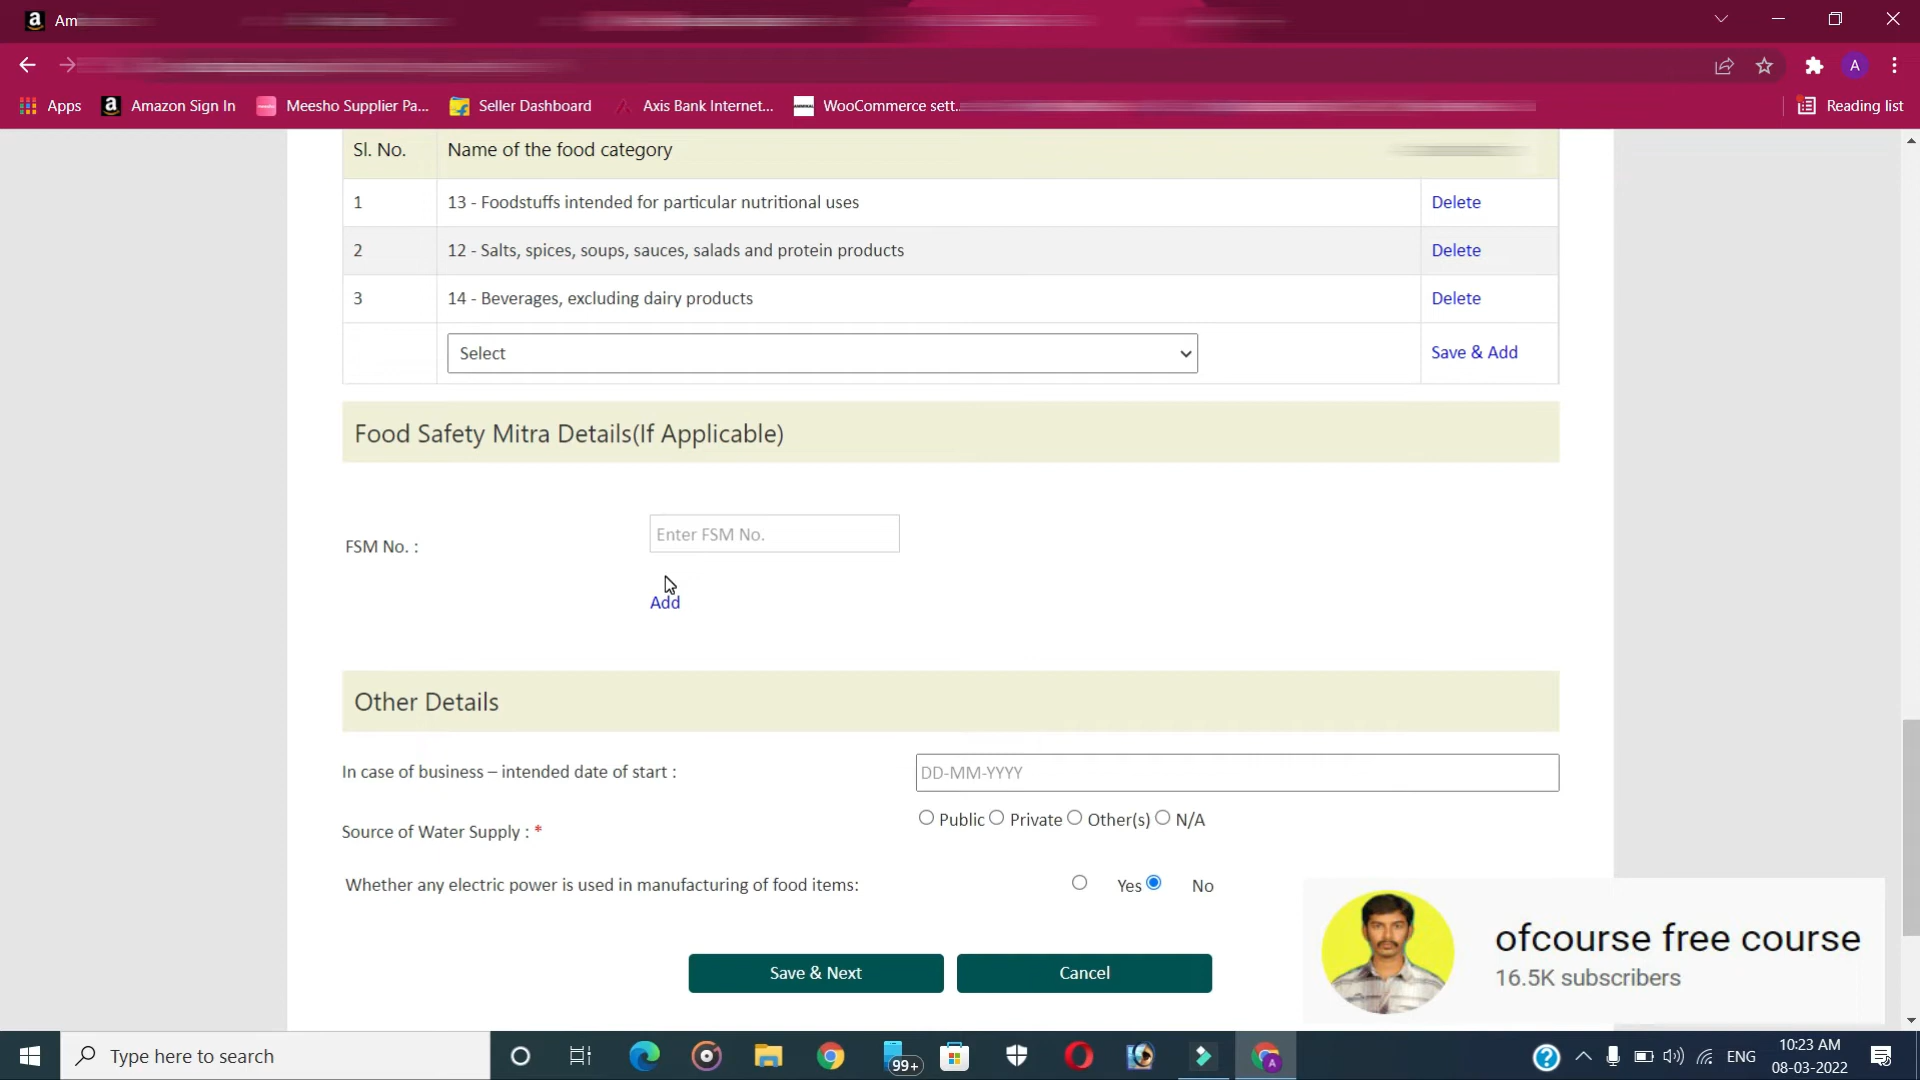 Am
Apps Amazon Sign In Meesho Supplier Pa... Seller Dashboard Axis Bank Internet... WooCommerce sett.. Reading list
A
Sl. No. Name of the food category
1 13 - Foodstuffs intended for particular nutritional uses Delete
2 12 - Salts, spices, soups, sauces, salads and protein products Delete
3 14 - Beverages, excluding dairy products Delete
Select Save & Add
Food Safety Mitra Details(If Applicable)
FSM No. : Enter FSM No.
Add
Other Details
In case of business – intended date of start : DD-MM-YYYY
Source of Water Supply : * Public Private Other(s) N/A
Whether any electric power is used in manufacturing of food items: Yes No
Save & Next Cancel
ofcourse free course
16.5K subscribers
Type here to search 99+ ENG 10:23 AM
08-03-2022